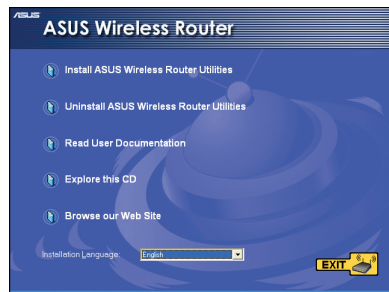 ASUS
ASUS Wireless Router
Install ASUS Wireless Router Utilities
Uninstall ASUS Wireless Router Utilities
Read User Documentation
Explore this CD
Browse our Web Site
Installation Language: English
EXIT